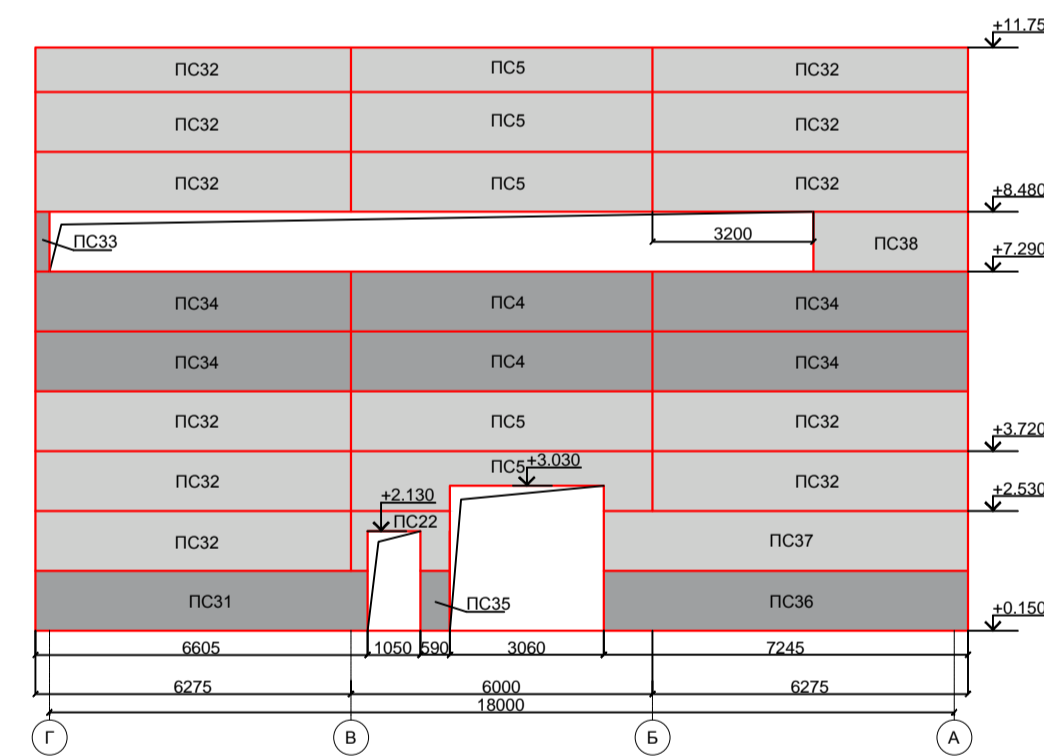 +11.75
ПС32 ПС5 ПС32
ПС32 ПС5 ПС32
ПС32 ПС5 ПС32
+8.480
ПС33 3200 ПС38
+7.290
ПС34 ПС4 ПС34
ПС34 ПС4 ПС34
ПС32 ПС5 ПС32
+3.720
ПС32 ПС5 +3.030 ПС32
+2.530
+2.130
ПС22
ПС32 ПС37
ПС31 ПС35 ПС36
+0.150
6605 1050 590 3060 7245
6275 6000 6275
18000
Г В Б А